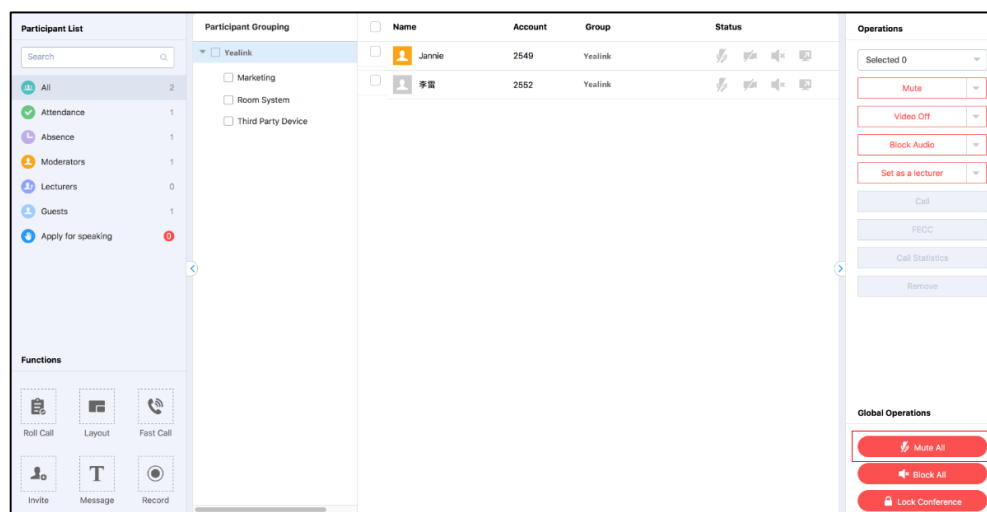 Participant List
Search
All 2
Attendance 1
Absence 1
Moderators 1
Lecturers 0
Guests 1
Apply for speaking 0
Functions
Roll Call Layout Fast Call
Invite Message Record
Participant Grouping
Yealink
Marketing
Room System
Third Party Device
Name Account Group Status
Jannie 2549 Yealink
李雷 2552 Yealink
Operations
Selected 0
Mute
Video Off
Block Audio
Set as a lecturer
Call
FECC
Call Statistics
Remove
Global Operations
Mute All
Block All
Lock Conference